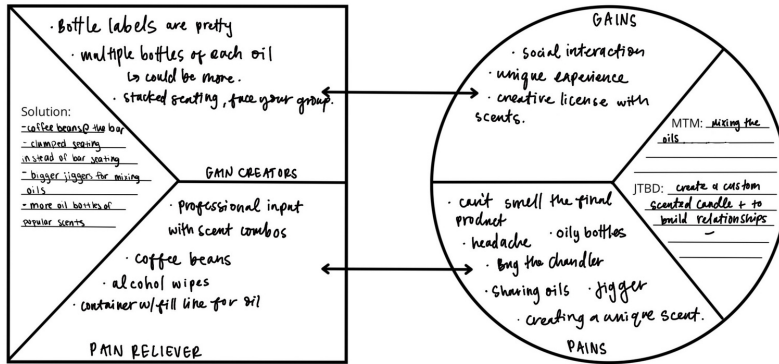 · Bottle labels are pretty
· multiple bottles of each oil
↳ could be more.
· stacked seating, face your group.
Solution:
- coffee beans @ the bar
- clumped seating
instead of bar seating
- bigger jiggers for mixing
oils
- more oil bottles of
popular scents
GAIN CREATORS
· professional input
with scent combos
· coffee beans
· alcohol wipes
· container w/ fill line for oil
PAIN RELIEVER
GAINS
· social interaction
· unique experience
· creative license with
scents.
MTM: mixing the
oils
JTBD: create a custom
scented candle + to
build relationships
· can't smell the final
product
· headache · oily bottles
· Bug the chandler
· Sharing oils · Jigger
· creating a unique scent.
PAINS